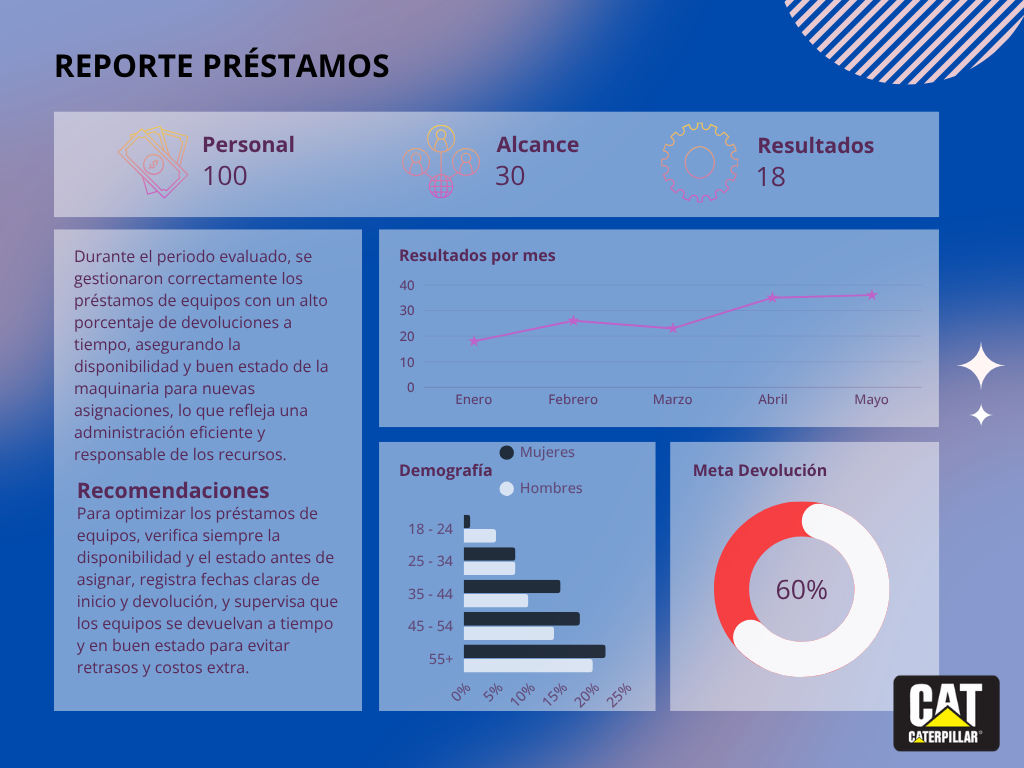 REPORTE PRÉSTAMOS
Personal
100
Alcance
30
Resultados
18
Durante el periodo evaluado, se
gestionaron correctamente los
préstamos de equipos con un alto
porcentaje de devoluciones a
tiempo, asegurando la
disponibilidad y buen estado de la
maquinaria para nuevas
asignaciones, lo que refleja una
administración eficiente y
responsable de los recursos.
Recomendaciones
Para optimizar los préstamos de
equipos, verifica siempre la
disponibilidad y el estado antes de
asignar, registra fechas claras de
inicio y devolución, y supervisa que
los equipos se devuelvan a tiempo
y en buen estado para evitar
retrasos y costos extra.
Resultados por mes
40
30
20
10
0
Enero Febrero Marzo Abril Mayo
Demografía
Mujeres
Hombres
18 - 24
25 - 34
35 - 44
45 - 54
55+
0% 5% 10% 15% 20% 25%
Meta Devolución
60%
CAT
CATERPILLAR®